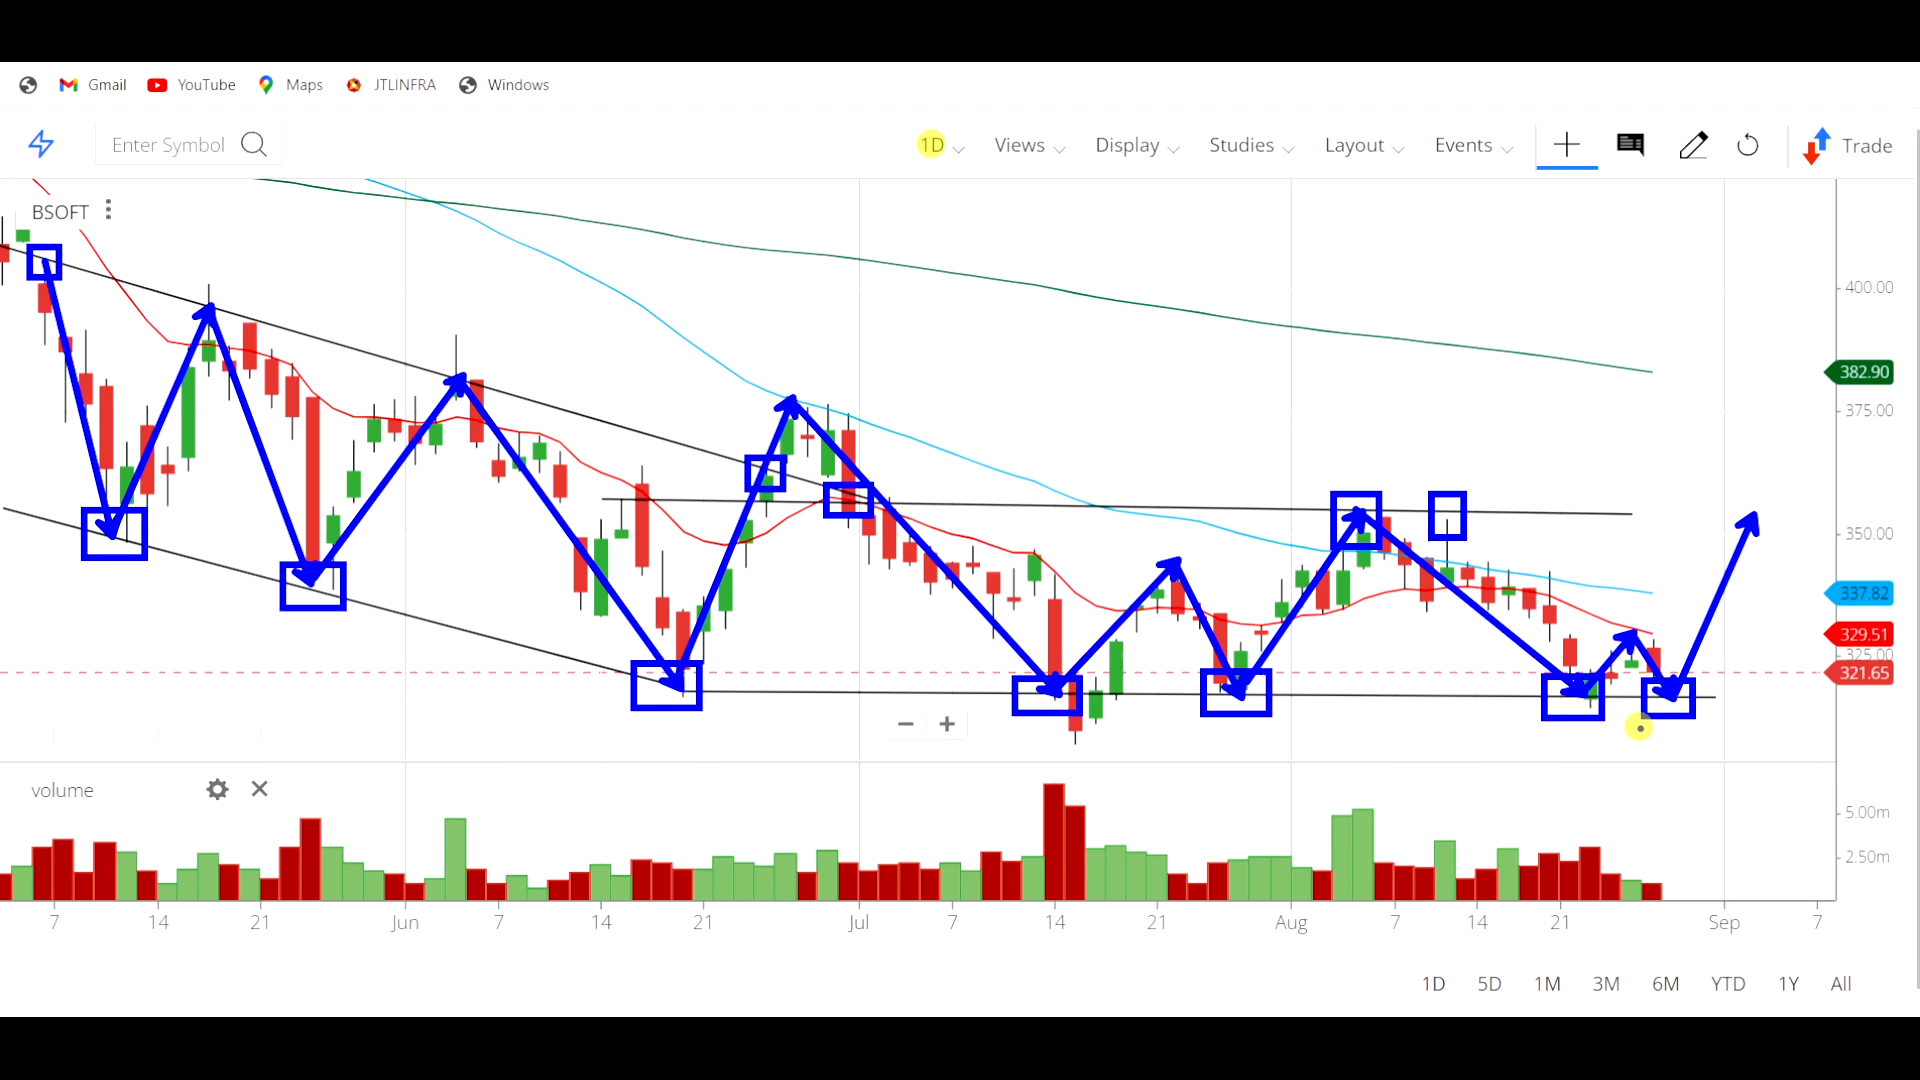 Gmail YouTube Maps JTLINFRA Windows
Enter Symbol 1D Views Display Studies Layout Events Trade
BSOFT
400.00
382.90
375.00
350.00
337.82
329.51
325.00
321.65
volume
5.00m
2.50m
7 14 21 Jun 7 14 21 Jul 7 14 21 Aug 7 14 21 Sep 7
1D 5D 1M 3M 6M YTD 1Y All